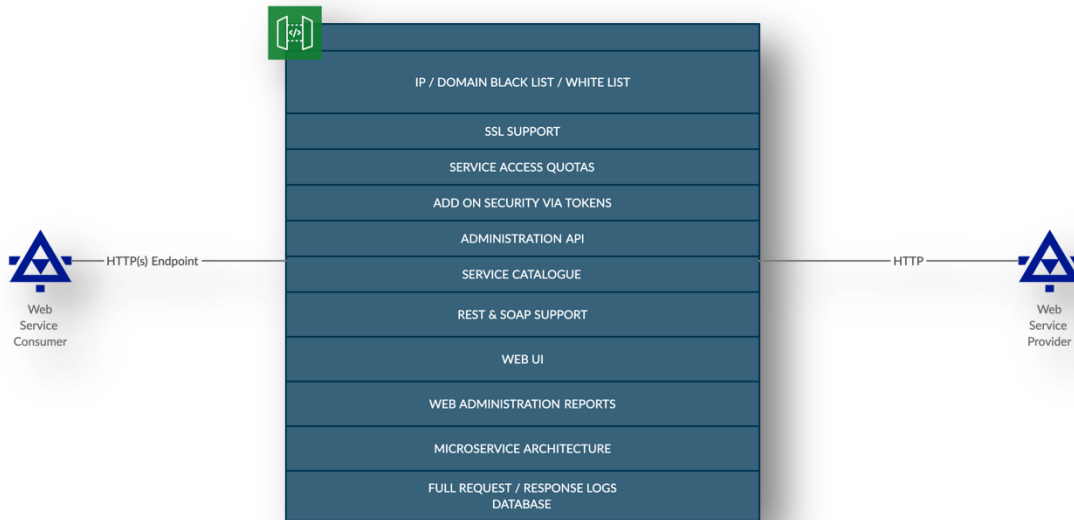 IP / DOMAIN BLACK LIST / WHITE LIST
SSL SUPPORT
SERVICE ACCESS QUOTAS
ADD ON SECURITY VIA TOKENS
ADMINISTRATION API
SERVICE CATALOGUE
REST & SOAP SUPPORT
WEB UI
WEB ADMINISTRATION REPORTS
MICROSERVICE ARCHITECTURE
FULL REQUEST / RESPONSE LOGS
DATABASE
HTTP(s) Endpoint
Web
Service
Consumer
HTTP
Web
Service
Provider